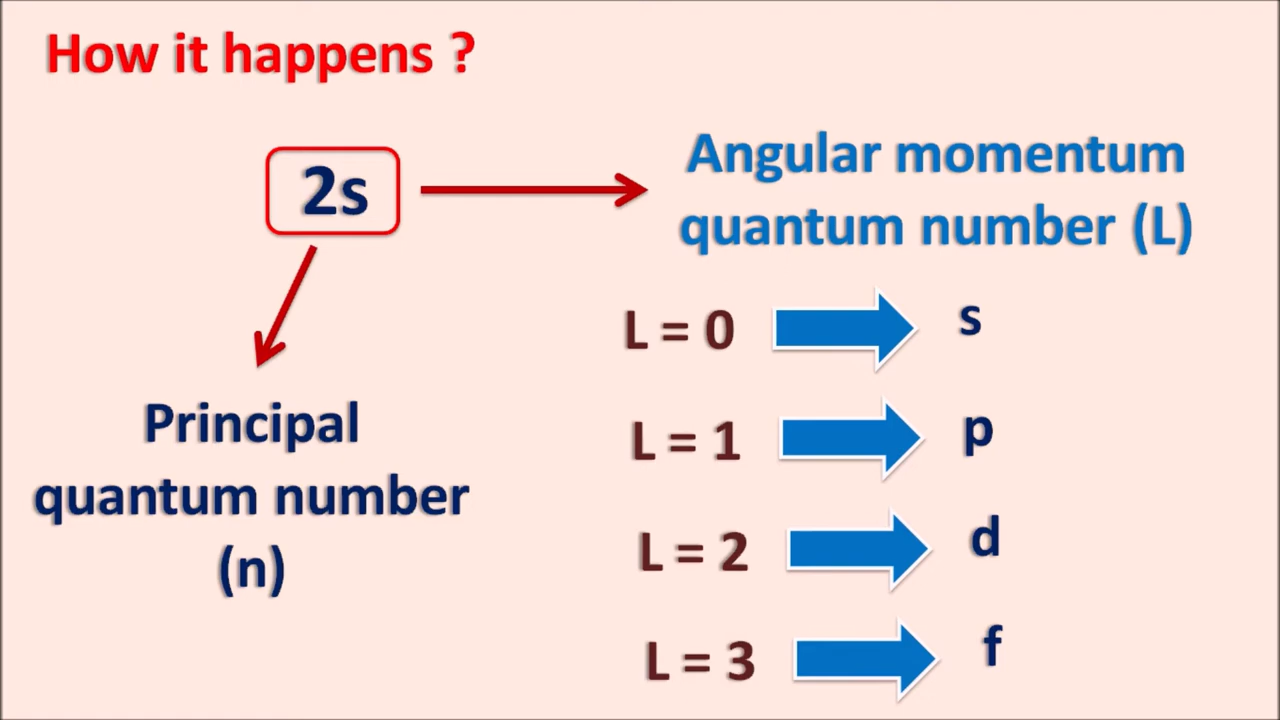 How it happens ?
2s
Angular momentum
quantum number (L)
Principal
quantum number
(n)
L = 0 s
L = 1 p
L = 2 d
L = 3 f